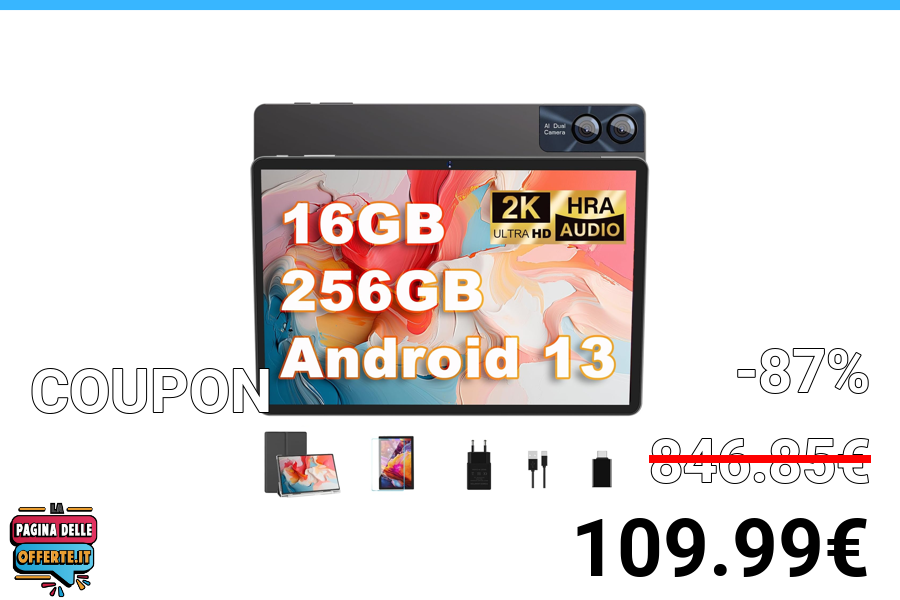 AI Dual
Camera
16GB
256GB
Android 13
2K
ULTRA HD
HRA
AUDIO
COUPON
-87%
846.85€
109.99€
LA
PAGINA DELLE
OFFERTE.IT